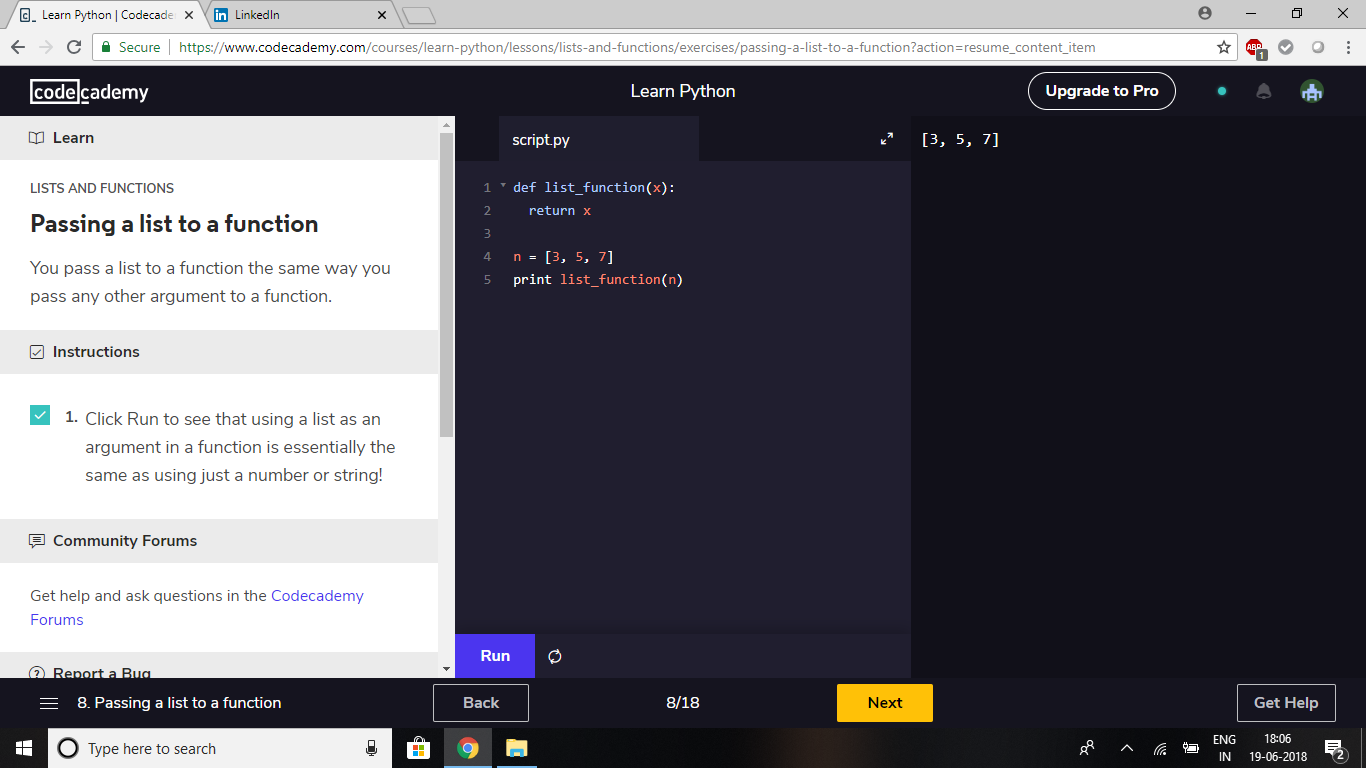 Learn Python | Codecade
LinkedIn
Secure https://www.codecademy.com/courses/learn-python/lessons/lists-and-functions/exercises/passing-a-list-to-a-function?action=resume_content_item
ABP 1
codecademy
Learn Python
Upgrade to Pro
Learn
LISTS AND FUNCTIONS
Passing a list to a function
You pass a list to a function the same way you
pass any other argument to a function.
Instructions
1. Click Run to see that using a list as an
argument in a function is essentially the
same as using just a number or string!
Community Forums
Get help and ask questions in the Codecademy
Forums
Report a Bug
script.py
1 def list_function(x):
2   return x
3
4 n = [3, 5, 7]
5 print list_function(n)
Run
[3, 5, 7]
8. Passing a list to a function
Back
8/18
Next
Get Help
Type here to search
ENG
IN
18:06
19-06-2018
2